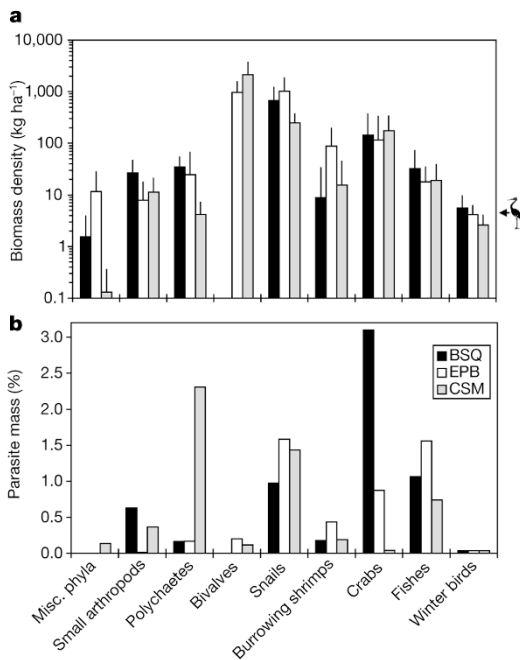 a
10,000
1,000
100
10
1
0.1
Biomass density (kg ha⁻¹)
b
3.0
2.5
2.0
1.5
1.0
0.5
0.0
Parasite mass (%)
BSQ
EPB
CSM
Misc. phyla
Small arthropods
Polychaetes
Bivalves
Snails
Burrowing shrimps
Crabs
Fishes
Winter birds